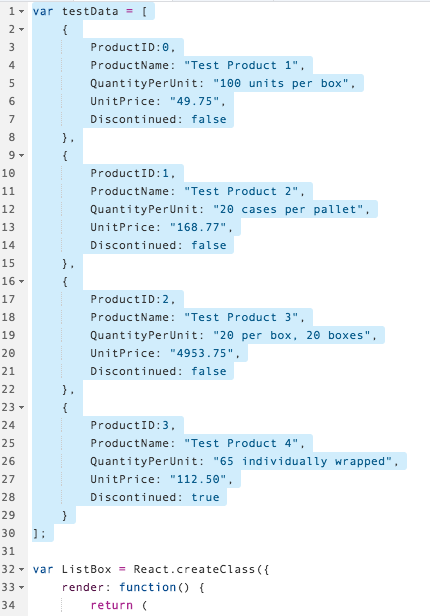 1 var testData = [
2 {
3 ProductID:0,
4 ProductName: "Test Product 1",
5 QuantityPerUnit: "100 units per box",
6 UnitPrice: "49.75",
7 Discontinued: false
8 },
9 {
10 ProductID:1,
11 ProductName: "Test Product 2",
12 QuantityPerUnit: "20 cases per pallet",
13 UnitPrice: "168.77",
14 Discontinued: false
15 },
16 {
17 ProductID:2,
18 ProductName: "Test Product 3",
19 QuantityPerUnit: "20 per box, 20 boxes",
20 UnitPrice: "4953.75",
21 Discontinued: false
22 },
23 {
24 ProductID:3,
25 ProductName: "Test Product 4",
26 QuantityPerUnit: "65 individually wrapped",
27 UnitPrice: "112.50",
28 Discontinued: true
29 }
30 ];
31
32 var ListBox = React.createClass({
33 render: function() {
34 return (